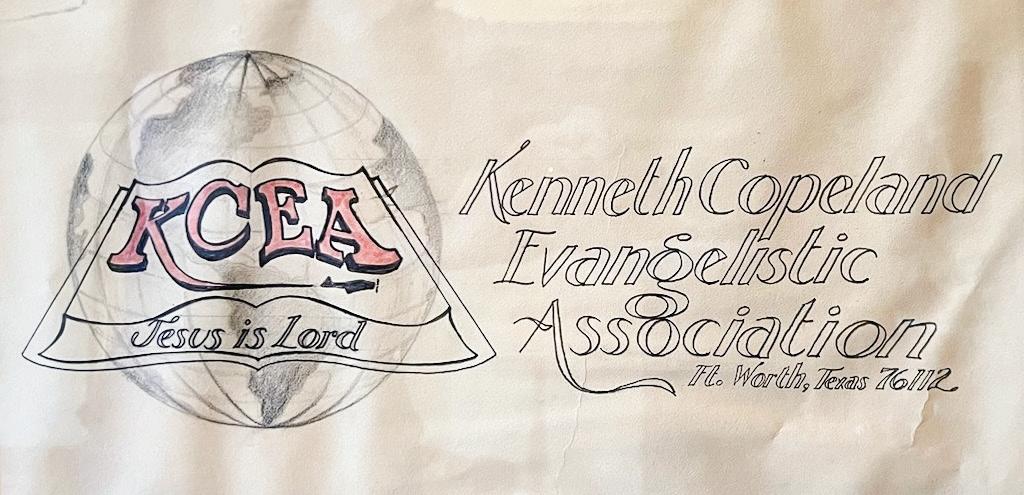 KCEA
Jesus is Lord
Kenneth Copeland
Evangelistic
Association
Ft. Worth, Texas 76112